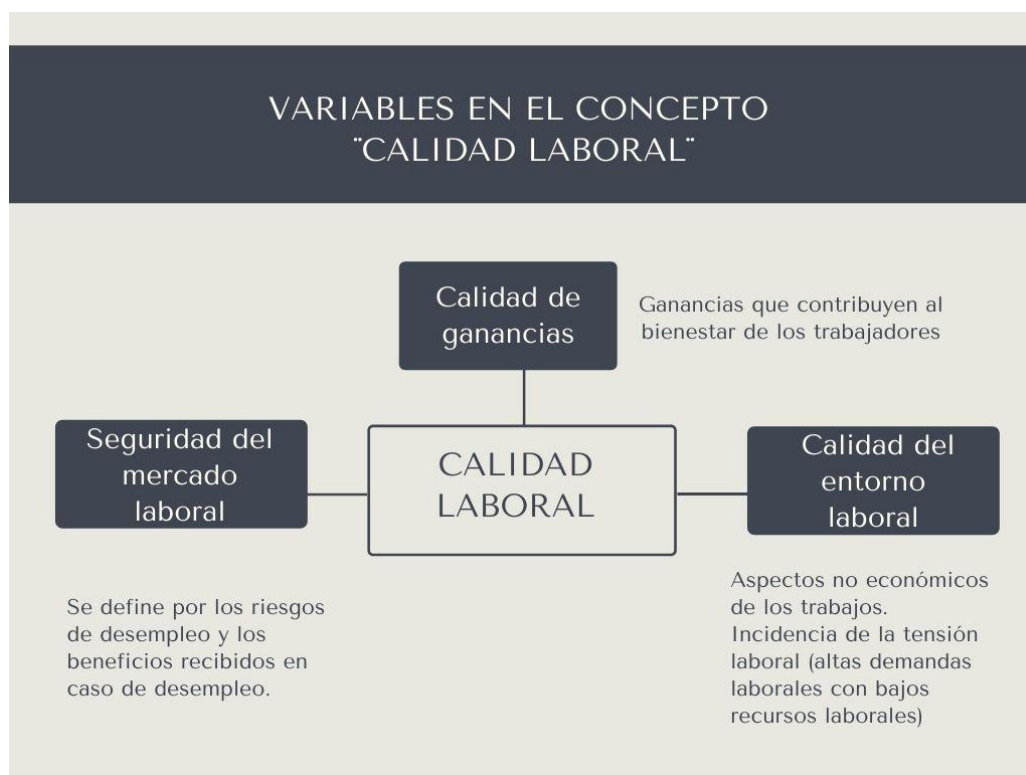 VARIABLES EN EL CONCEPTO
¨CALIDAD LABORAL¨
Calidad de
ganancias
Ganancias que contribuyen al
bienestar de los trabajadores
Seguridad del
mercado
laboral
CALIDAD
LABORAL
Calidad del
entorno
laboral
Se define por los riesgos
de desempleo y los
beneficios recibidos en
caso de desempleo.
Aspectos no económicos
de los trabajos.
Incidencia de la tensión
laboral (altas demandas
laborales con bajos
recursos laborales)